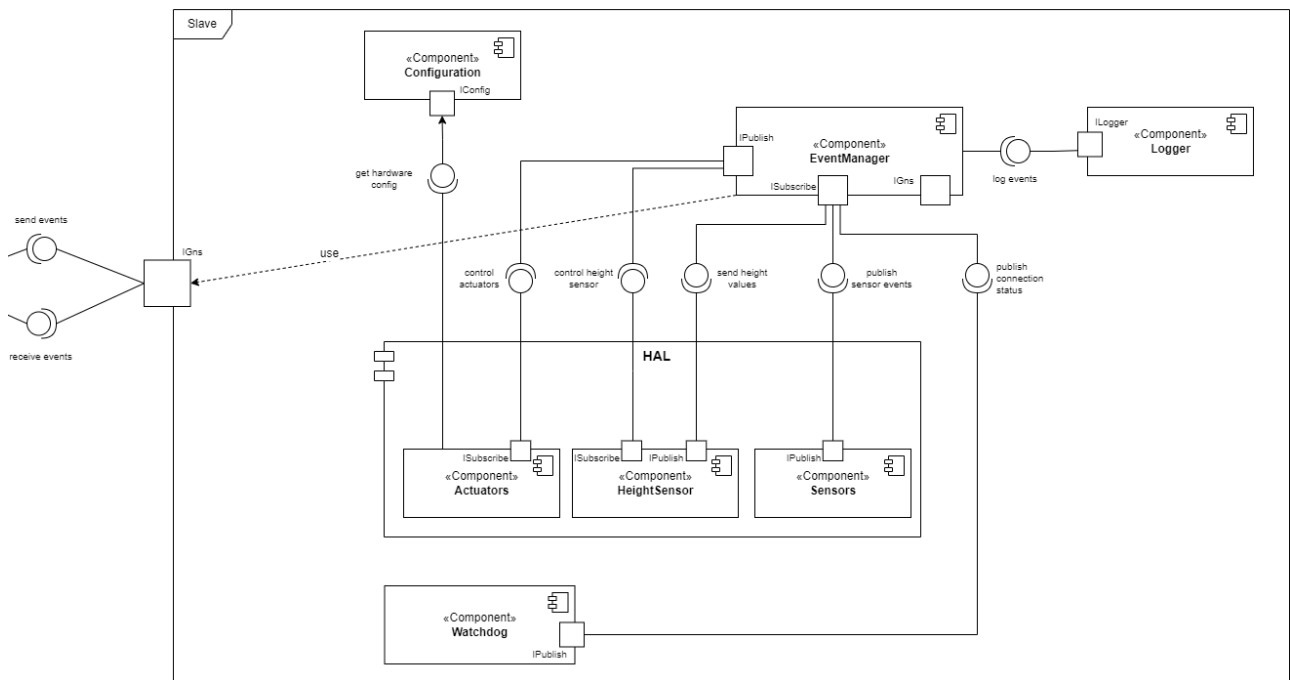 Slave
«Component»
Configuration
IConfig
get hardware
config
IPublish
«Component»
EventManager
ISubscribe
IGns
ILogger
«Component»
Logger
log events
send events
IGns
receive events
use
control
actuators
control height
sensor
send height
values
publish
sensor events
publish
connection
status
HAL
ISubscribe
«Component»
Actuators
ISubscribe
IPublish
«Component»
HeightSensor
IPublish
«Component»
Sensors
«Component»
Watchdog
IPublish